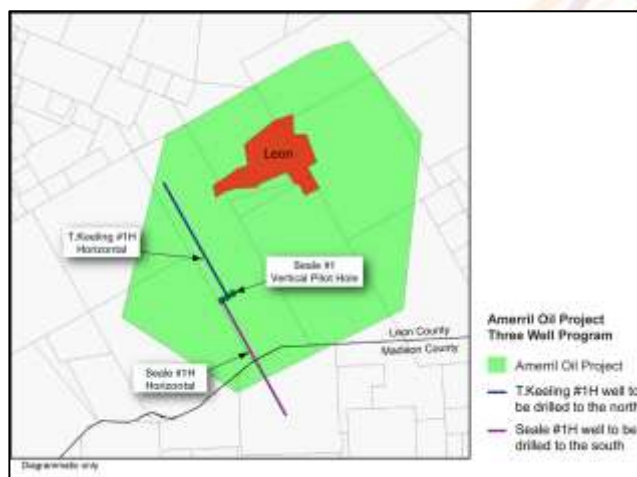 Leon
T.Keeling #1H
Horizontal
Seale #1
Vertical Pilot Hole
Seale #1H
Horizontal
Leon County
Madison County
Diagrammatic only
Amerril Oil Project
Three Well Program
Amerril Oil Project
T.Keeling #1H well to
be drilled to the north
Seale #1H well to be
drilled to the south